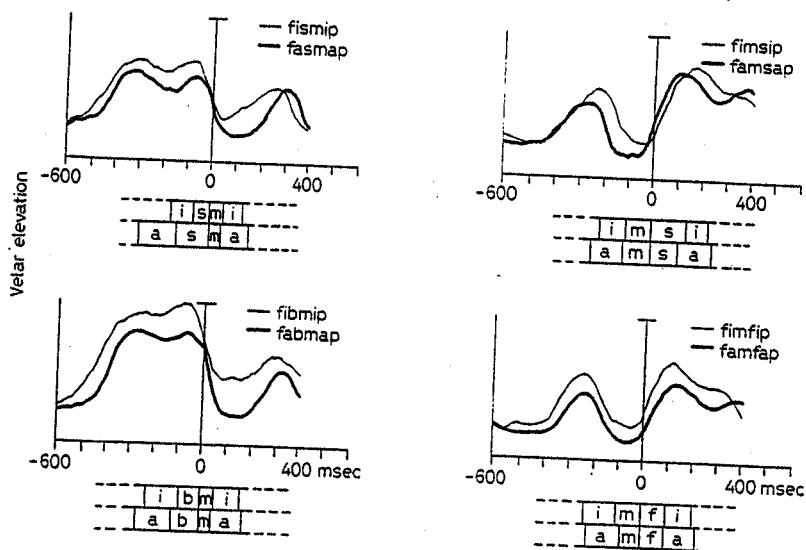 Velar elevation
fismip
fasmap
-600 0 400
i s m i
a s m a
fimsip
famsap
-600 0 400
i m s i
a m s a
fibmip
fabmap
-600 0 400 msec
i b m i
a b m a
fimfip
famfap
-600 0 400 msec
i m f i
a m f a